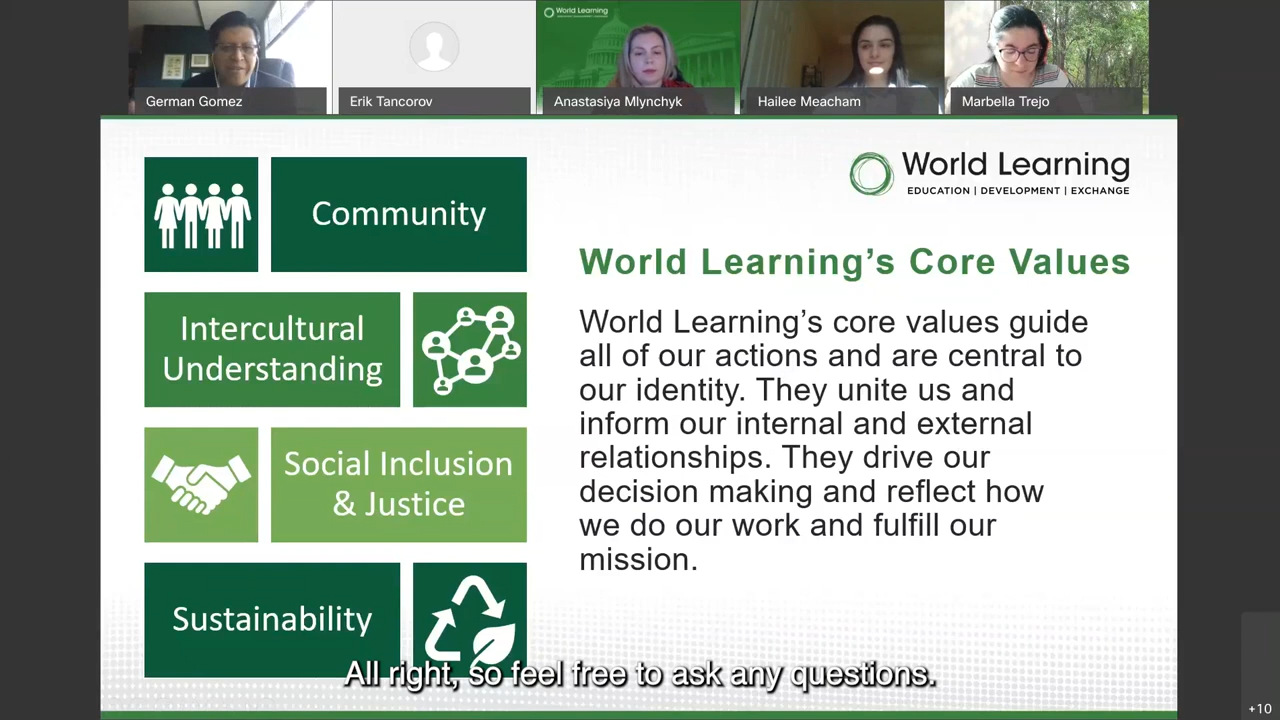 World Learning
German Gomez
Erik Tancorov
Anastasiya Mlynchyk
Hailee Meacham
Marbella Trejo
Community
Intercultural
Understanding
Social Inclusion
& Justice
Sustainability
World Learning
EDUCATION | DEVELOPMENT | EXCHANGE
World Learning’s Core Values
World Learning’s core values guide
all of our actions and are central to
our identity. They unite us and
inform our internal and external
relationships. They drive our
decision making and reflect how
we do our work and fulfill our
mission.
All right, so feel free to ask any questions.
+10